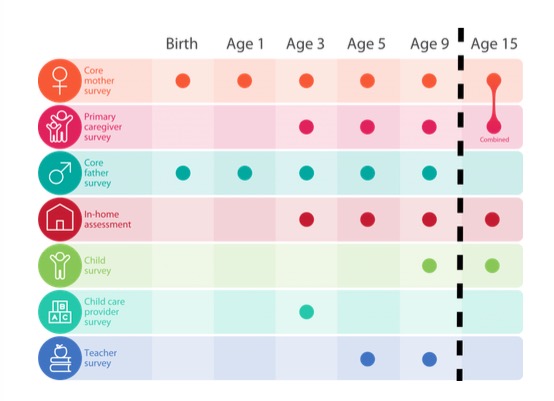 Birth Age 1 Age 3 Age 5 Age 9 Age 15
Core
mother
survey
Primary
caregiver
survey
Combined
Core
father
survey
In-home
assessment
Child
survey
Child care
provider
survey
B
A C
Teacher
survey